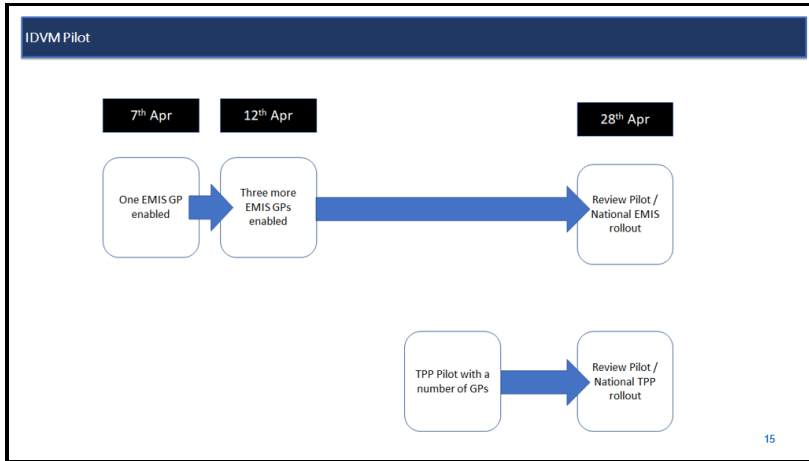 IDVM Pilot
7th Apr
12th Apr
28th Apr
One EMIS GP
enabled
Three more
EMIS GPs
enabled
Review Pilot /
National EMIS
rollout
TPP Pilot with a
number of GPs
Review Pilot /
National TPP
rollout
15